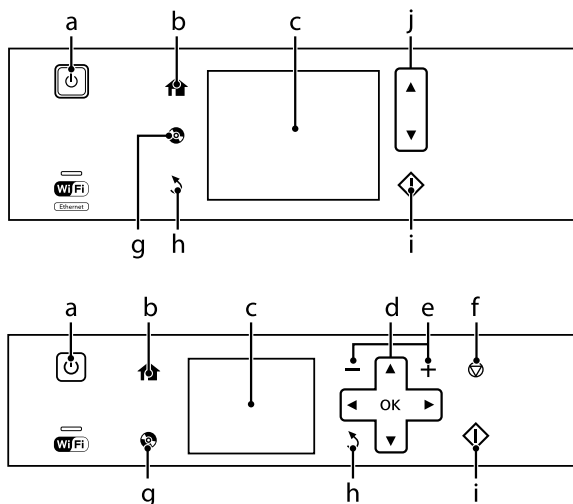 a b c j
WiFi
Ethernet
g h i
a b c d e f
OK
WiFi
g h i